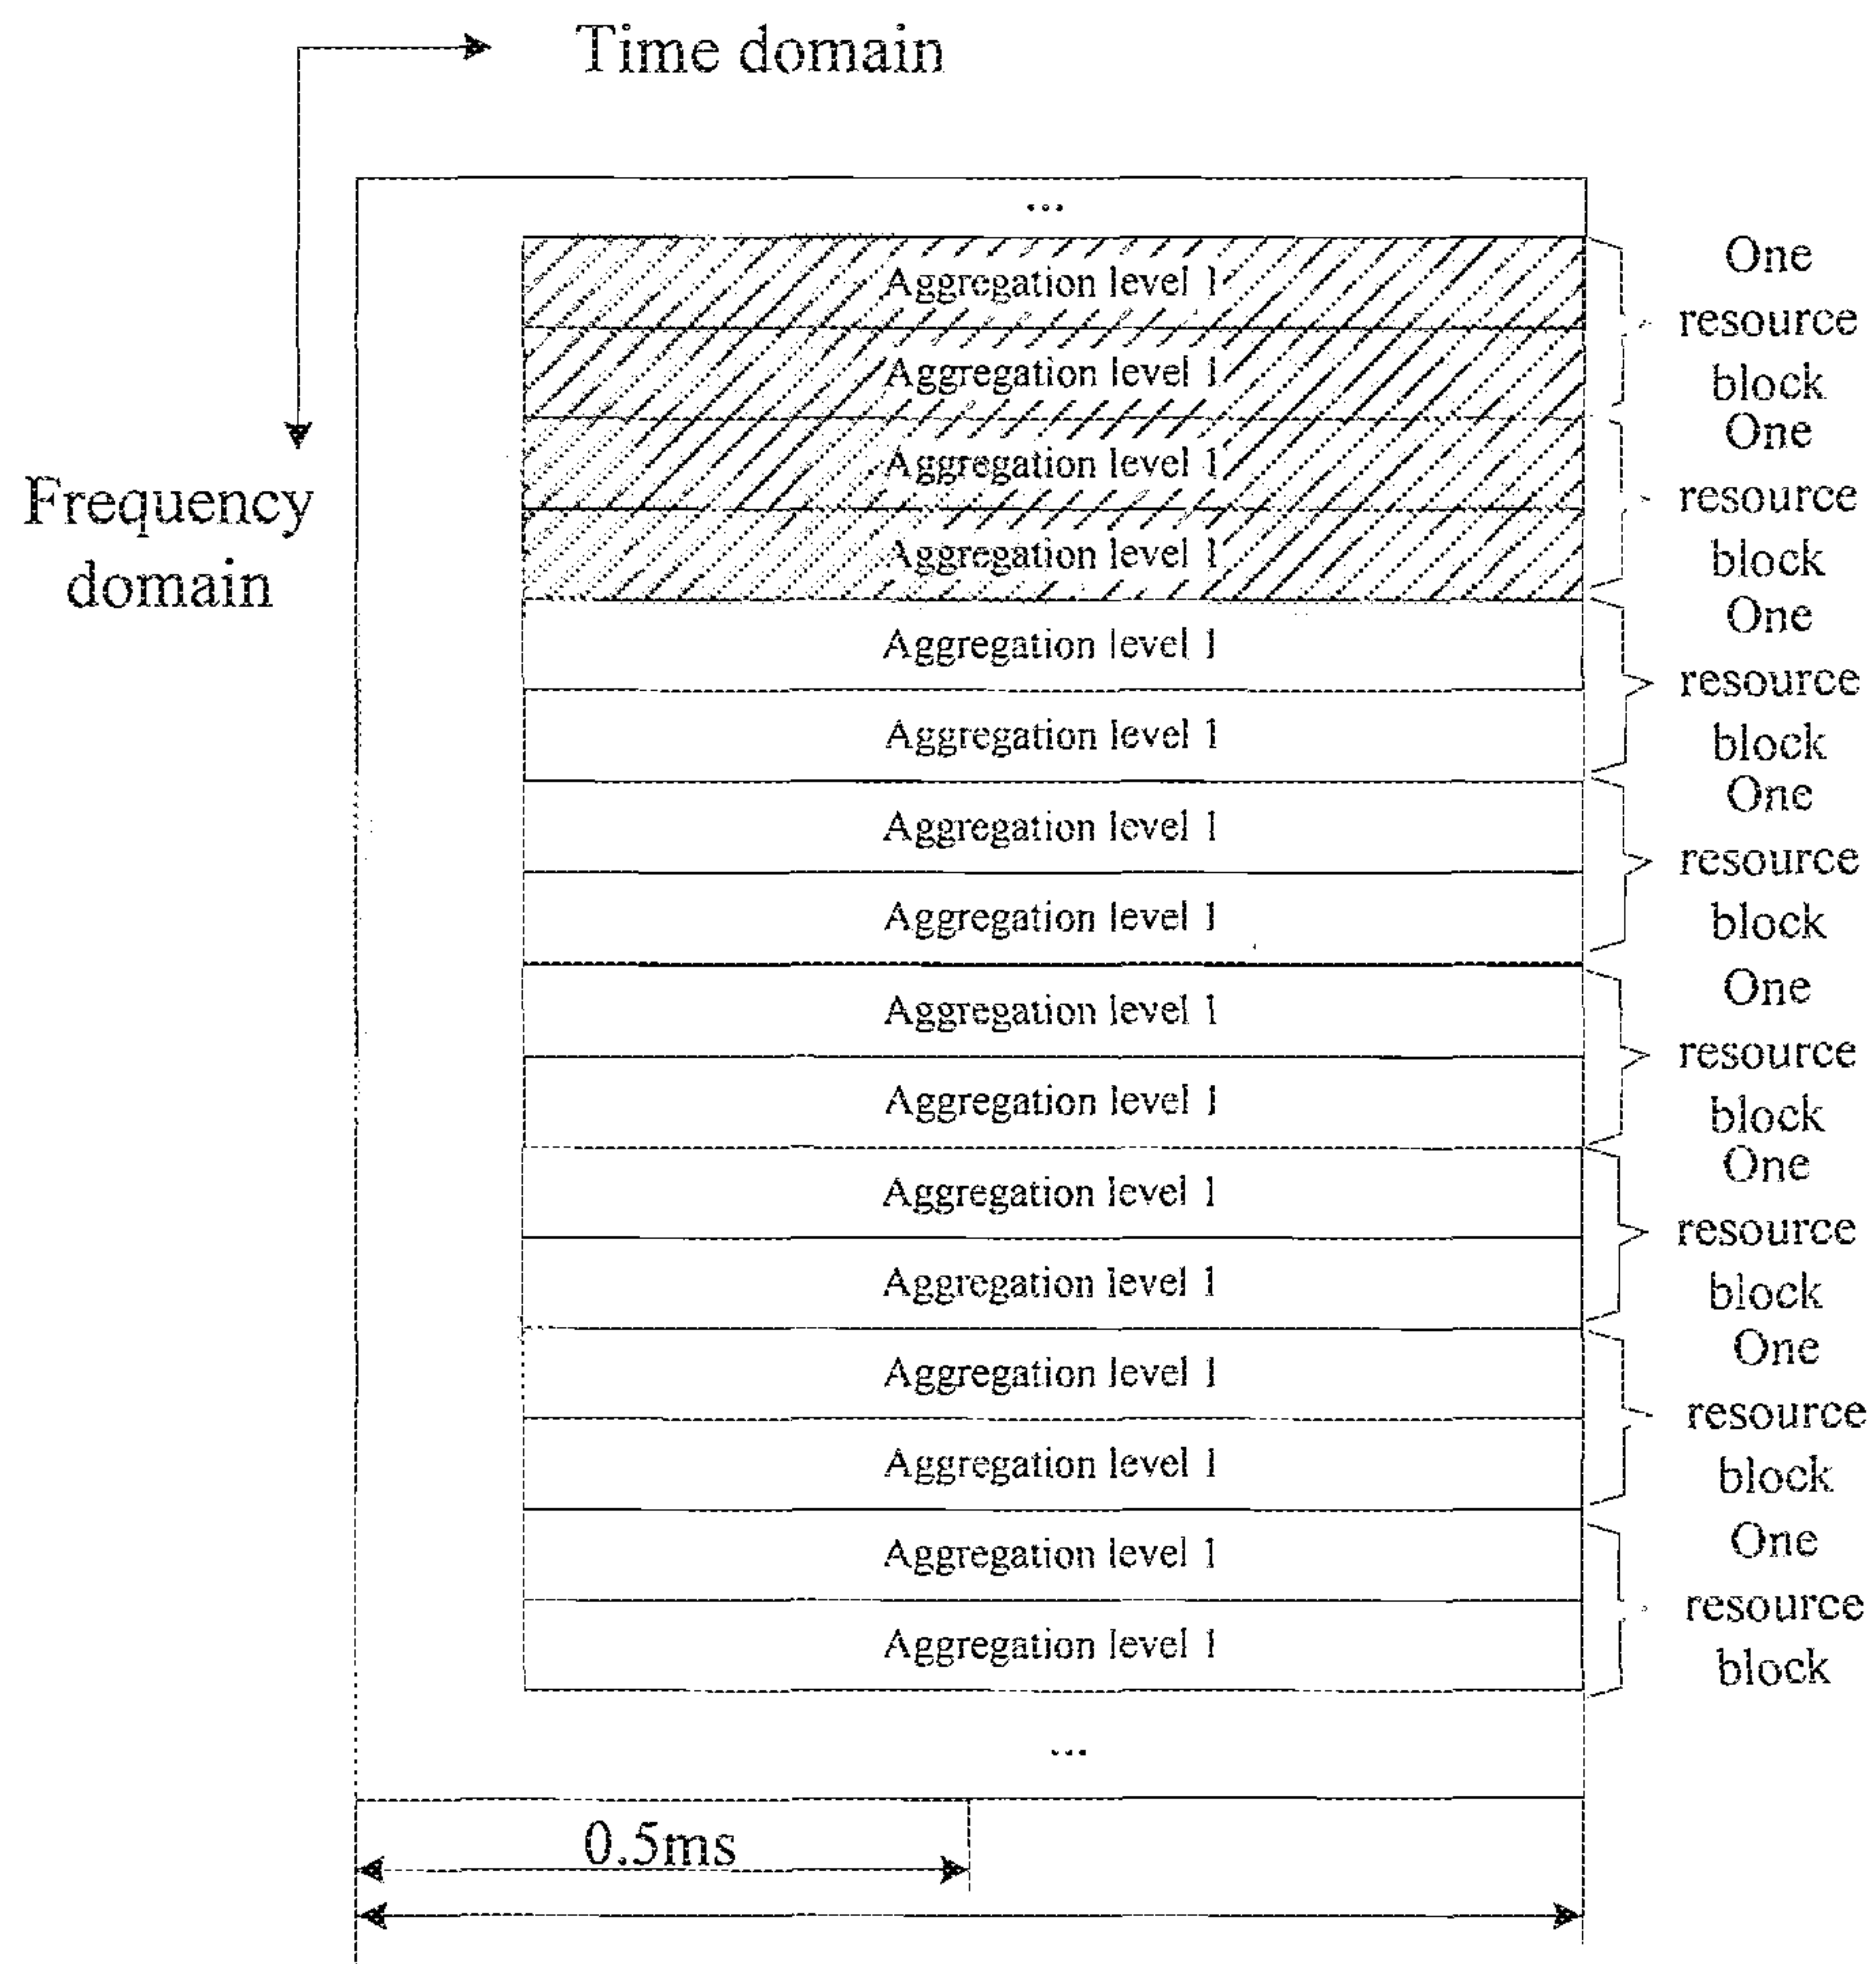 Time domain
Frequency
domain
...
Aggregation level 1
Aggregation level 1
One
resource
block
Aggregation level 1
Aggregation level 1
One
resource
block
Aggregation level 1
Aggregation level 1
One
resource
block
Aggregation level 1
Aggregation level 1
One
resource
block
Aggregation level 1
Aggregation level 1
One
resource
block
Aggregation level 1
Aggregation level 1
One
resource
block
Aggregation level 1
Aggregation level 1
One
resource
block
Aggregation level 1
Aggregation level 1
One
resource
block
...
0.5ms